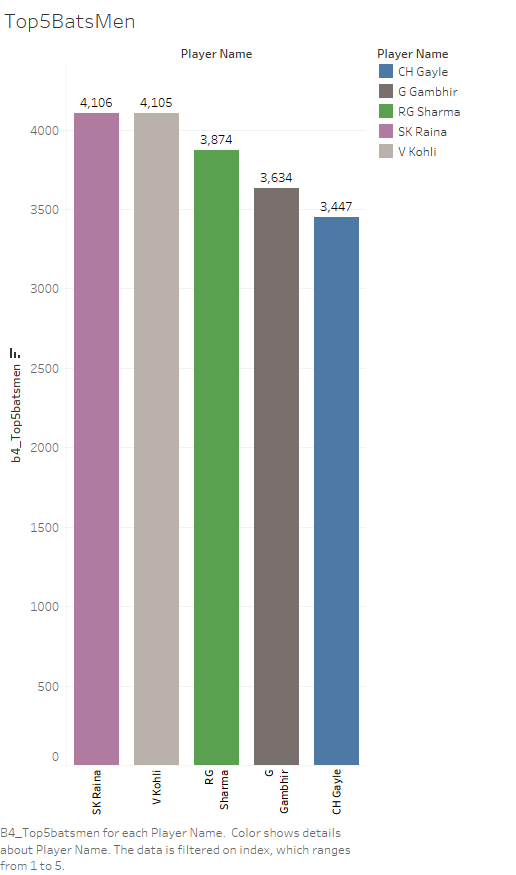 Top5BatsMen
Player Name
Player Name
CH Gayle
G Gambhir
RG Sharma
SK Raina
V Kohli
4,106
4,105
3,874
3,634
3,447
4000
3500
3000
2500
2000
1500
1000
500
0
b4_Top5batsmen
SK Raina
V Kohli
RG
Sharma
G
Gambhir
CH Gayle
B4_Top5batsmen for each Player Name. Color shows details
about Player Name. The data is filtered on index, which ranges
from 1 to 5.